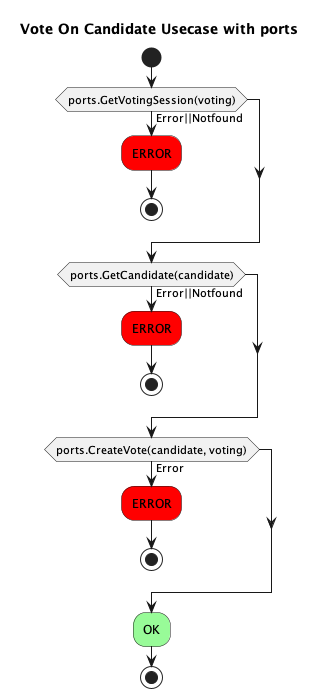 Vote On Candidate Usecase with ports
ports.GetVotingSession(voting)
Error||Notfound
ERROR
ports.GetCandidate(candidate)
Error||Notfound
ERROR
ports.CreateVote(candidate, voting)
Error
ERROR
OK